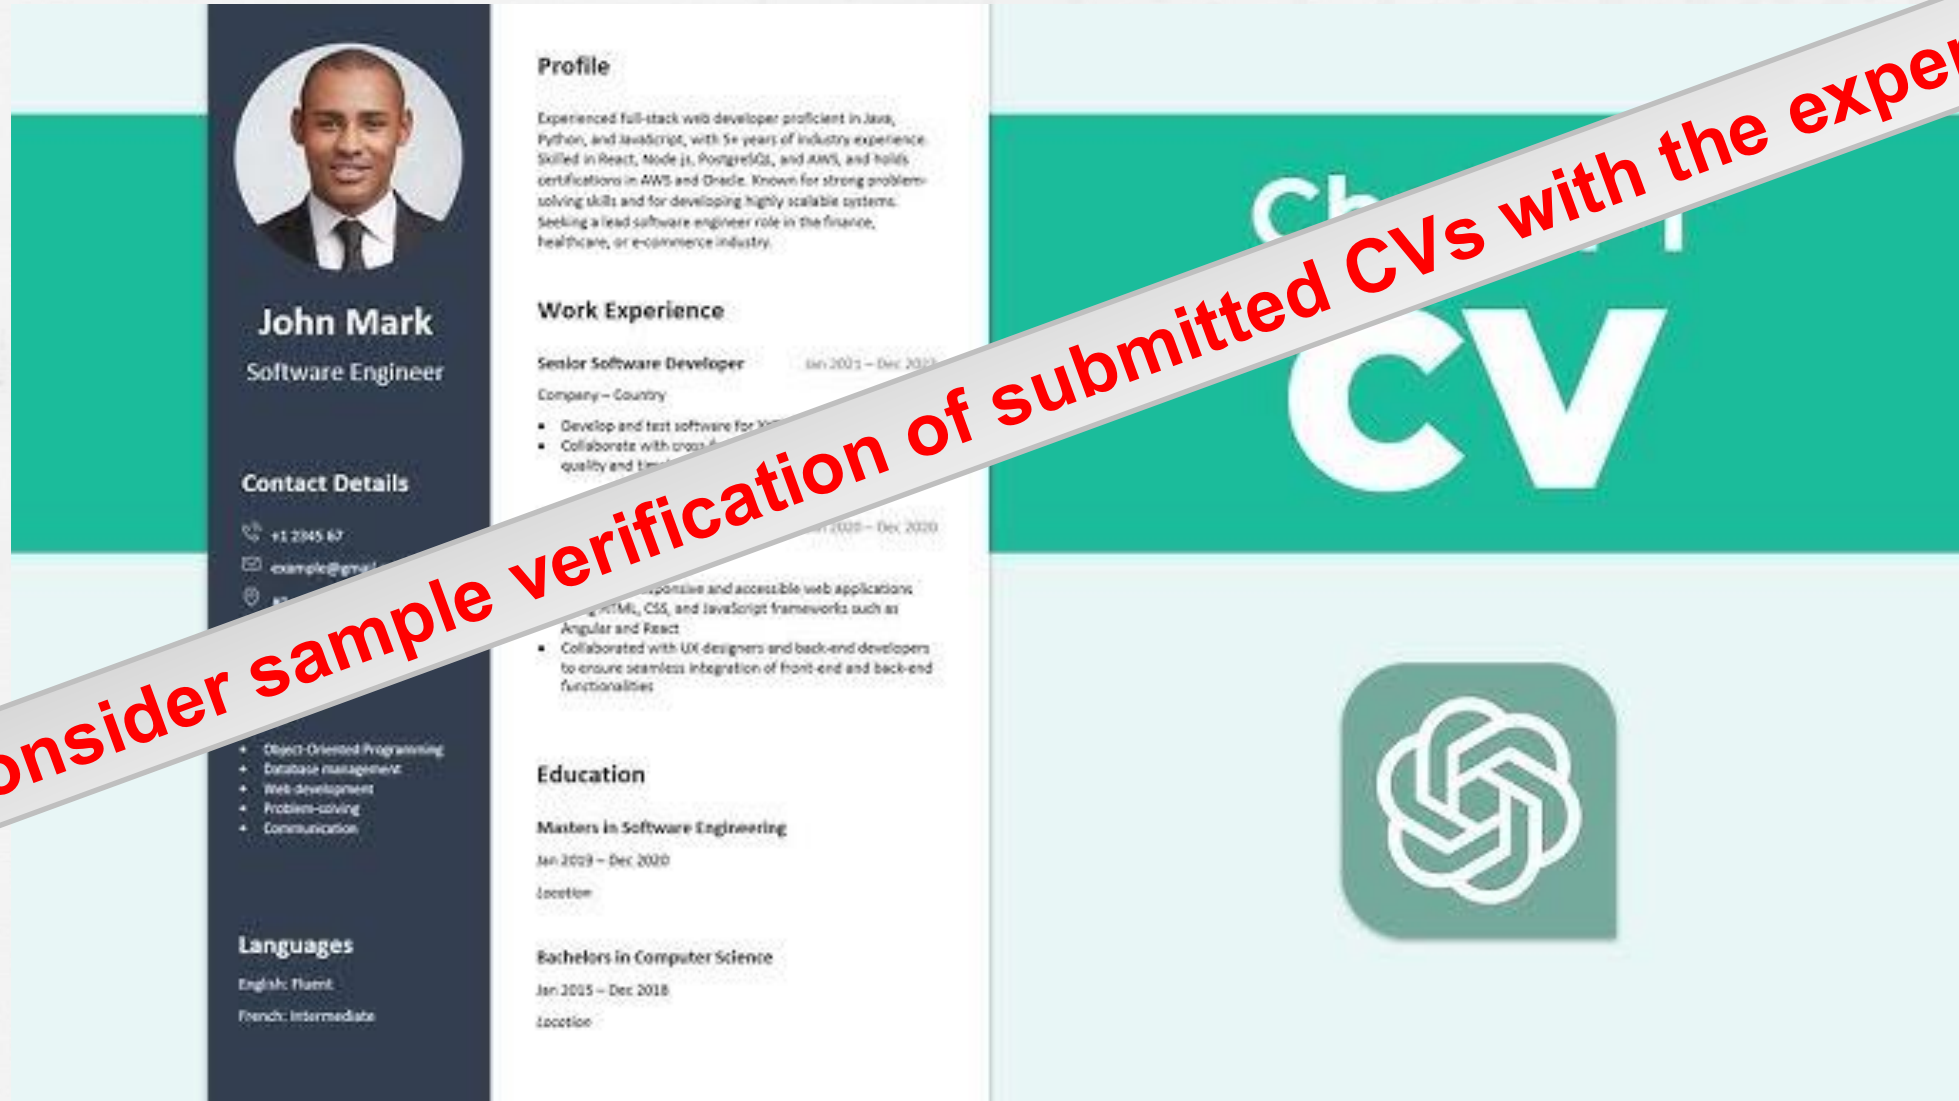 John Mark
Software Engineer
Contact Details
+1 2345 67
Object-Oriented Programming
Database management
Web development
Problem-solving
Communication
Languages
English: Fluent
French: Intermediate
Profile
Experienced full-stack web developer proficient in Java,
Python, and JavaScript, with 5+ years of industry experience.
Skilled in React, Node js, PostgreSQL, and AWS, and holds
certifications in AWS and Oracle. Known for strong problem-
solving skills and for developing highly scalable systems.
Seeking a lead software engineer role in the finance,
healthcare, or e-commerce industry.
Work Experience
Senior Software Developer Jan 2021 – Dec
Company – Country
Develop and test software for
Collaborate with
quality and
2020 – Dec 2020
and accessible web applications
HTML, CSS, and JavaScript frameworks such as
Angular and React
Collaborated with UX designers and back-end developers
to ensure seamless integration of front-end and back-end
functionalities
Education
Masters in Software Engineering
Jan 2019 – Dec 2020
Location
Bachelors in Computer Science
Jan 2015 – Dec 2018
Location
onsider sample verification of submitted CVs with the exper
CV